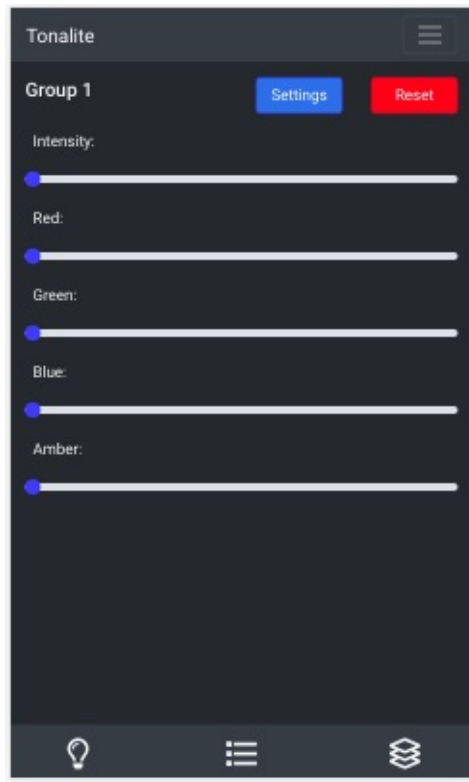 Tonalite
Group 1
Settings
Reset
Intensity:
Red:
Green:
Blue:
Amber: